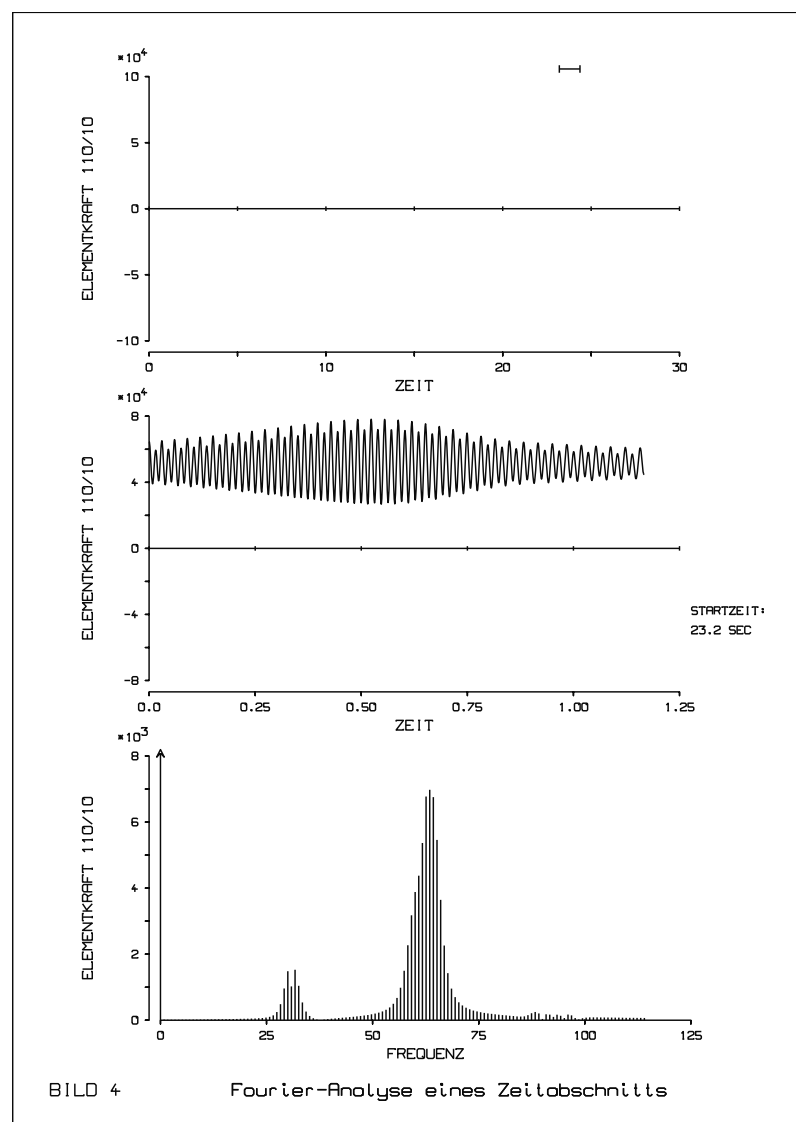 *10⁴
10
5
0
-5
-10
ELEMENTKRAFT 110/10
0 10 20 30
ZEIT
*10⁴
8
4
0
-4
-8
ELEMENTKRAFT 110/10
STARTZEIT:
23.2 SEC
0.0 0.25 0.50 0.75 1.00 1.25
ZEIT
*10³
8
6
4
2
0
ELEMENTKRAFT 110/10
0 25 50 75 100 125
FREQUENZ
BILD 4 Fourier-Analyse eines Zeitabschnitts